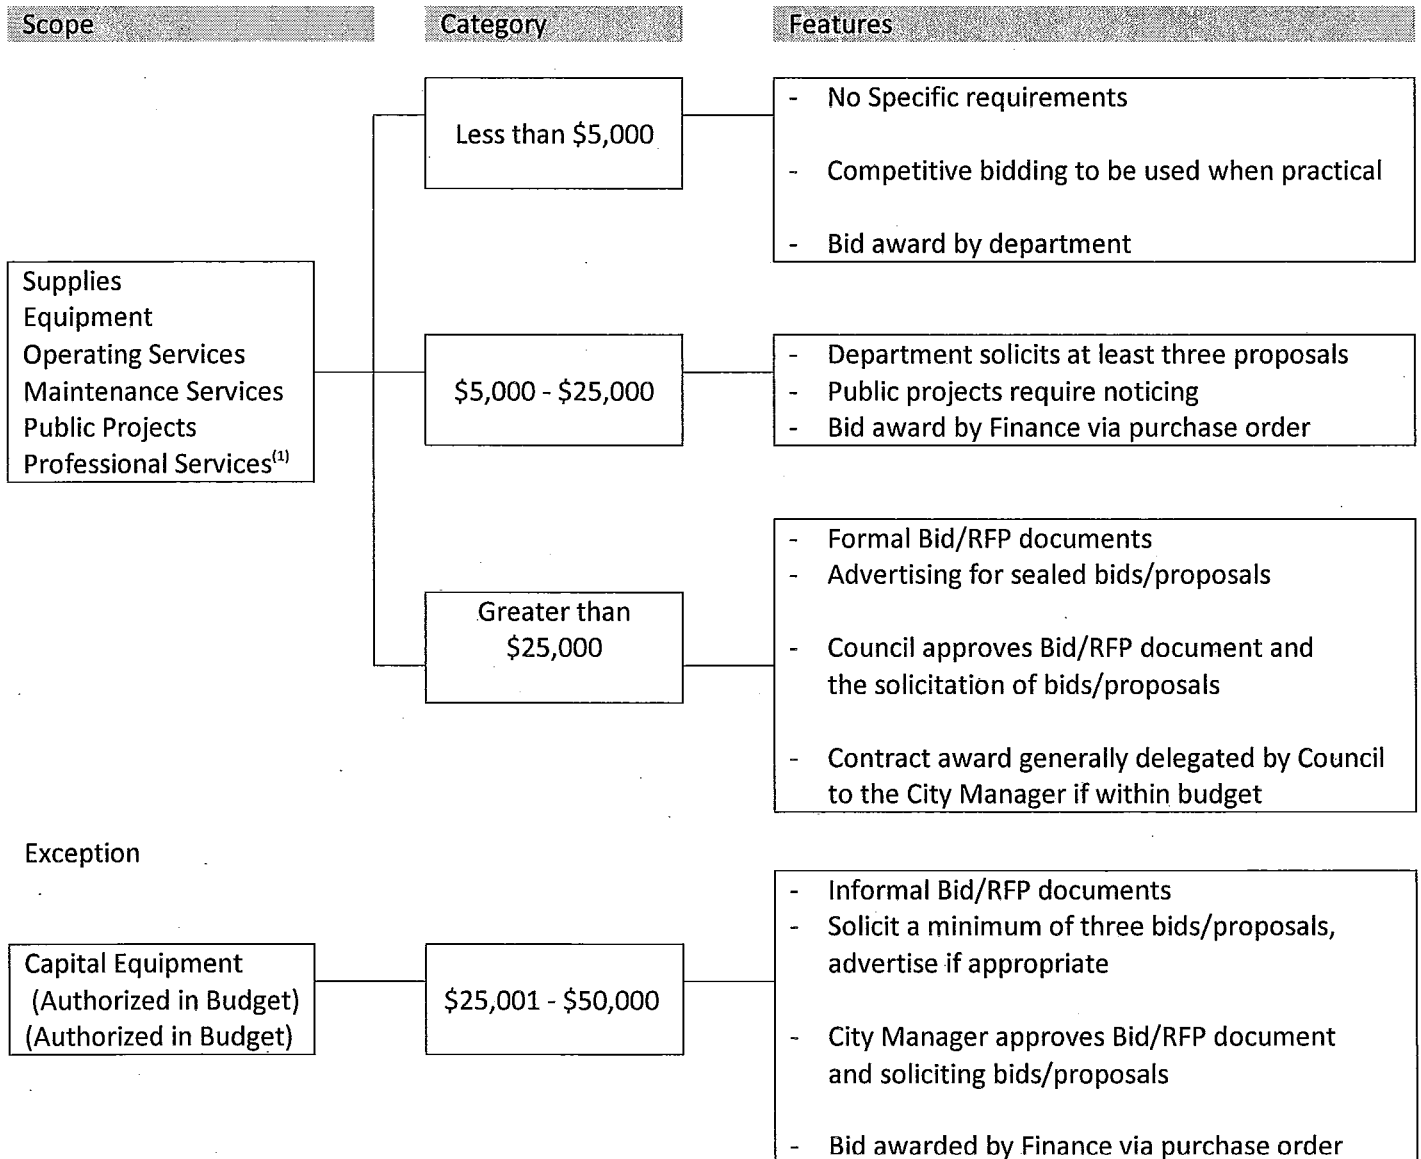 Scope
Category
Features
Less than $5,000
- No Specific requirements
- Competitive bidding to be used when practical
- Bid award by department
Supplies
Equipment
Operating Services
Maintenance Services
Public Projects
Professional Services(1)
$5,000 - $25,000
- Department solicits at least three proposals
- Public projects require noticing
- Bid award by Finance via purchase order
Greater than
$25,000
- Formal Bid/RFP documents
- Advertising for sealed bids/proposals
- Council approves Bid/RFP document and
the solicitation of bids/proposals
- Contract award generally delegated by Council
to the City Manager if within budget
Exception
Capital Equipment
(Authorized in Budget)
(Authorized in Budget)
$25,001 - $50,000
- Informal Bid/RFP documents
- Solicit a minimum of three bids/proposals,
advertise if appropriate
- City Manager approves Bid/RFP document
and soliciting bids/proposals
- Bid awarded by Finance via purchase order